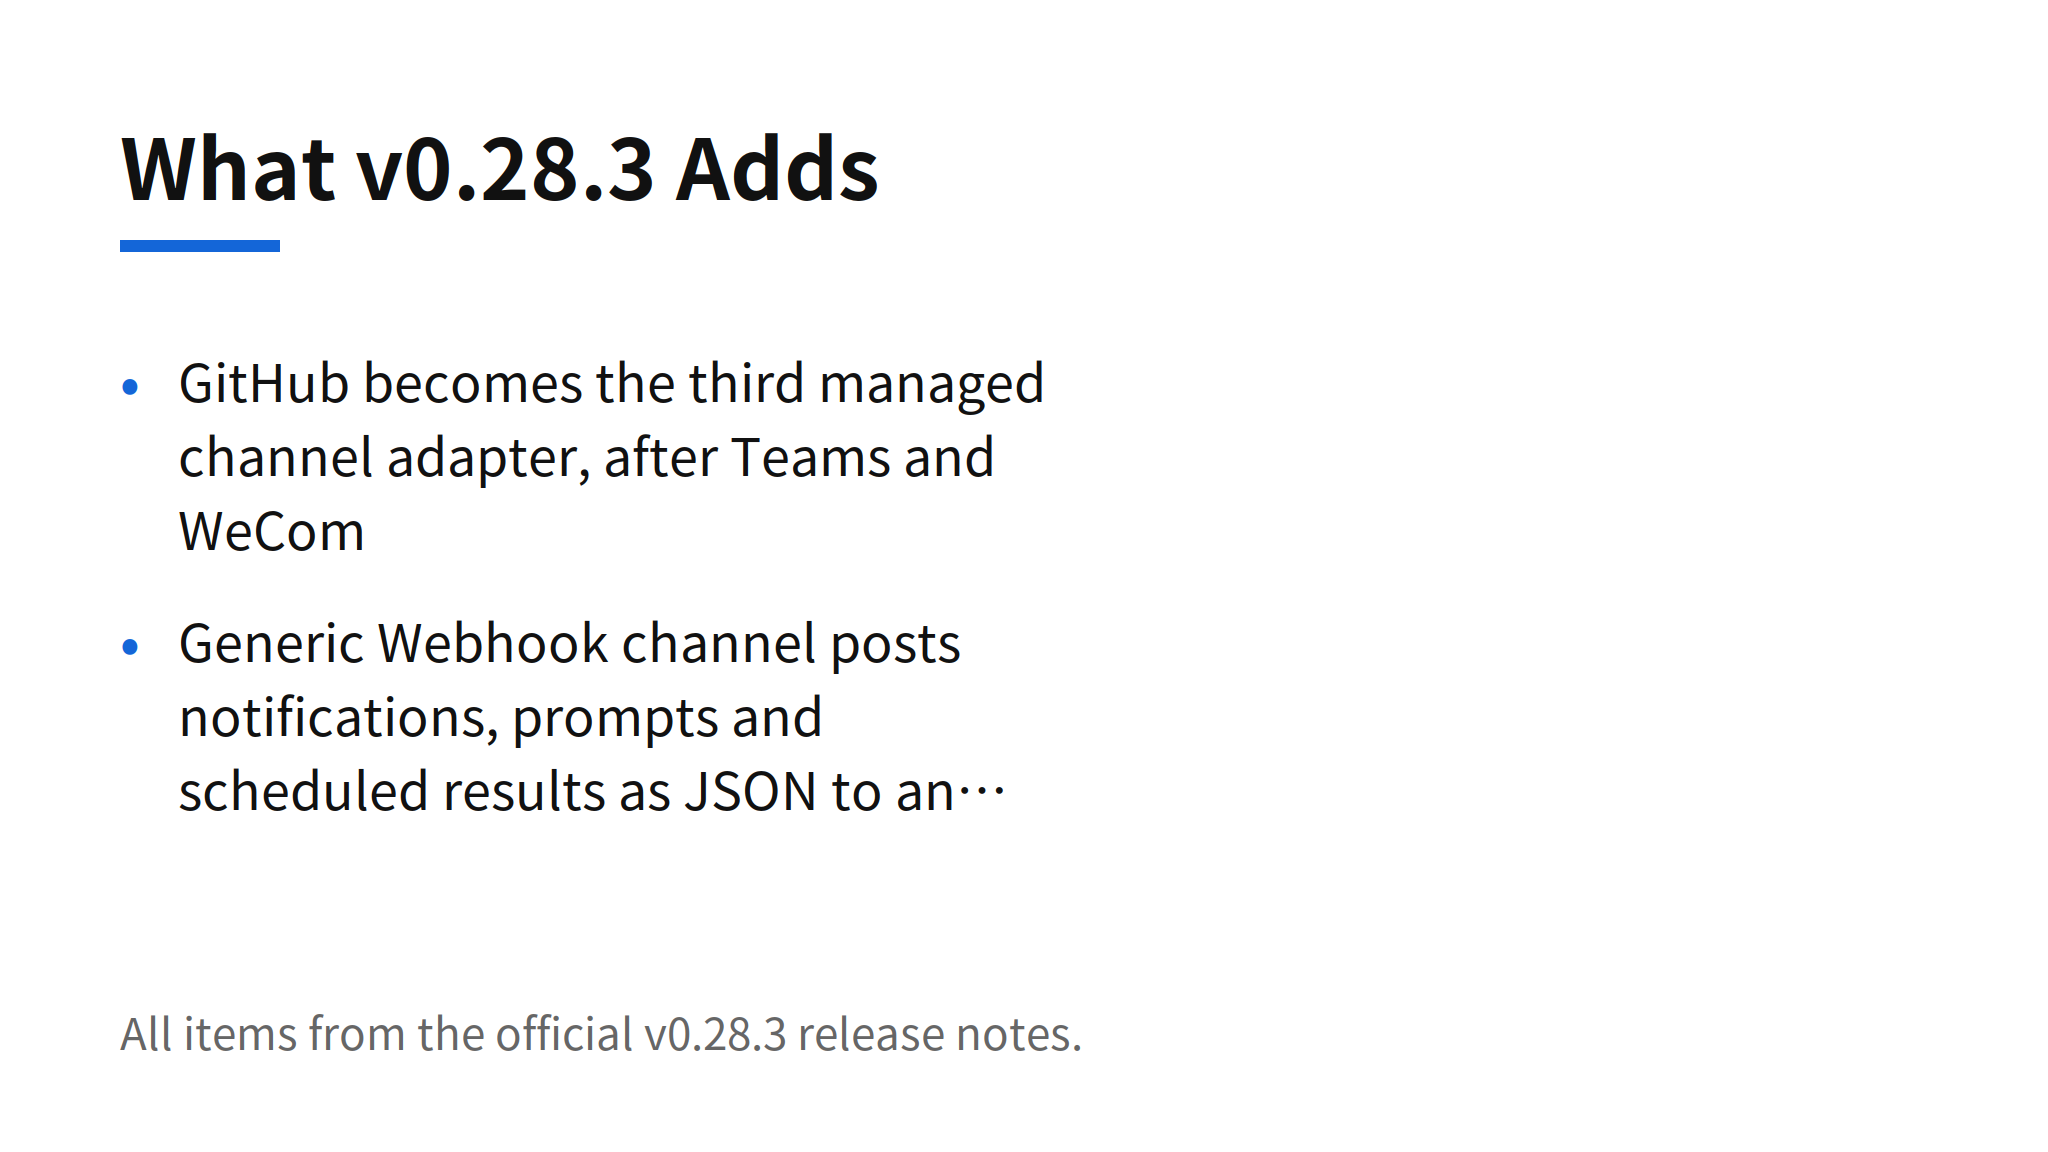 What v0.28.3 Adds
• GitHub becomes the third managed
channel adapter, after Teams and
WeCom
• Generic Webhook channel posts
notifications, prompts and
scheduled results as JSON to an…
All items from the official v0.28.3 release notes.